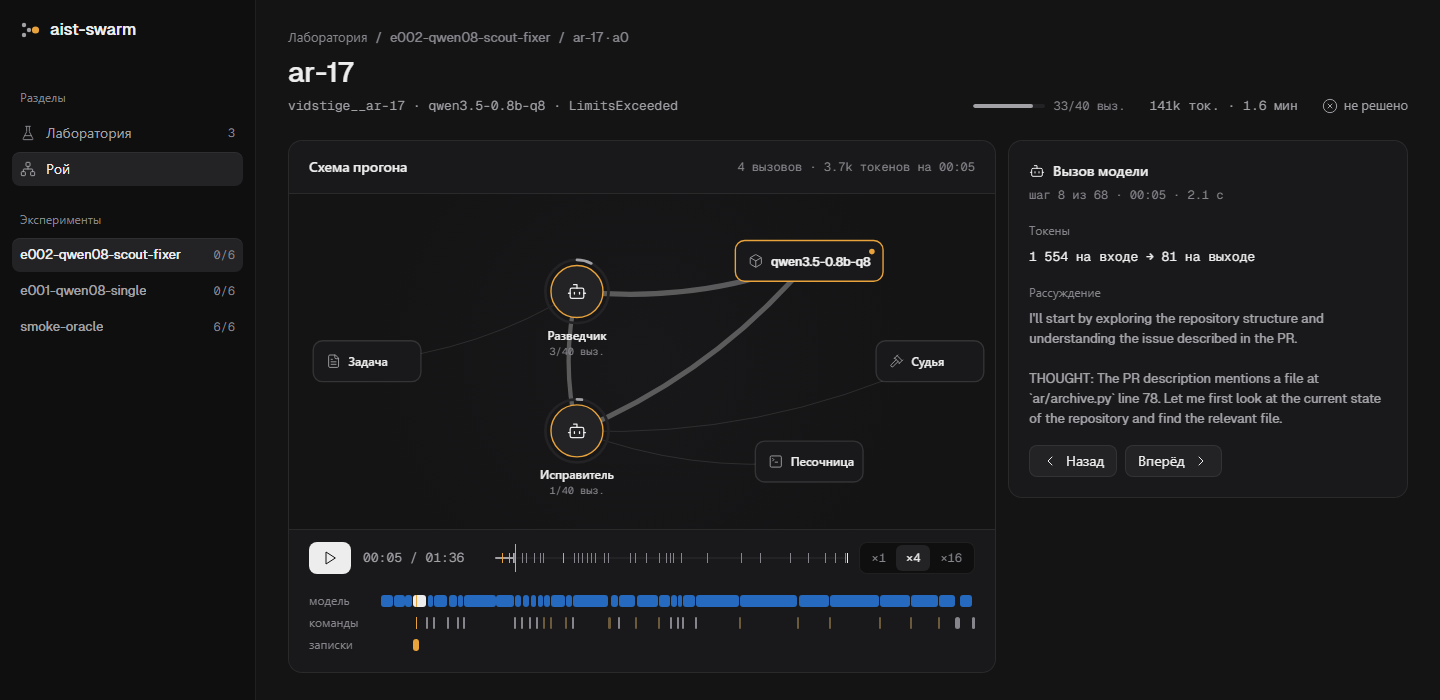 aist-swarm
Разделы
Лаборатория 3
Рой
Эксперименты
e002-qwen08-scout-fixer 0/6
e001-qwen08-single 0/6
smoke-oracle 6/6
Лаборатория / e002-qwen08-scout-fixer / ar-17 · a0
ar-17
vidstige__ar-17 · qwen3.5-0.8b-q8 · LimitsExceeded
33/40 выз. 141k ток. · 1.6 мин не решено
Схема прогона
4 вызовов · 3.7k токенов на 00:05
qwen3.5-0.8b-q8
Разведчик
3/40 выз.
Задача
Судья
Исправитель
1/40 выз.
Песочница
00:05 / 01:36
×1 ×4 ×16
модель
команды
записки
Вызов модели
шаг 8 из 68 · 00:05 · 2.1 с
Токены
1 554 на входе → 81 на выходе
Рассуждение
I'll start by exploring the repository structure and
understanding the issue described in the PR.
THOUGHT: The PR description mentions a file at
`ar/archive.py` line 78. Let me first look at the current state
of the repository and find the relevant file.
Назад Вперёд